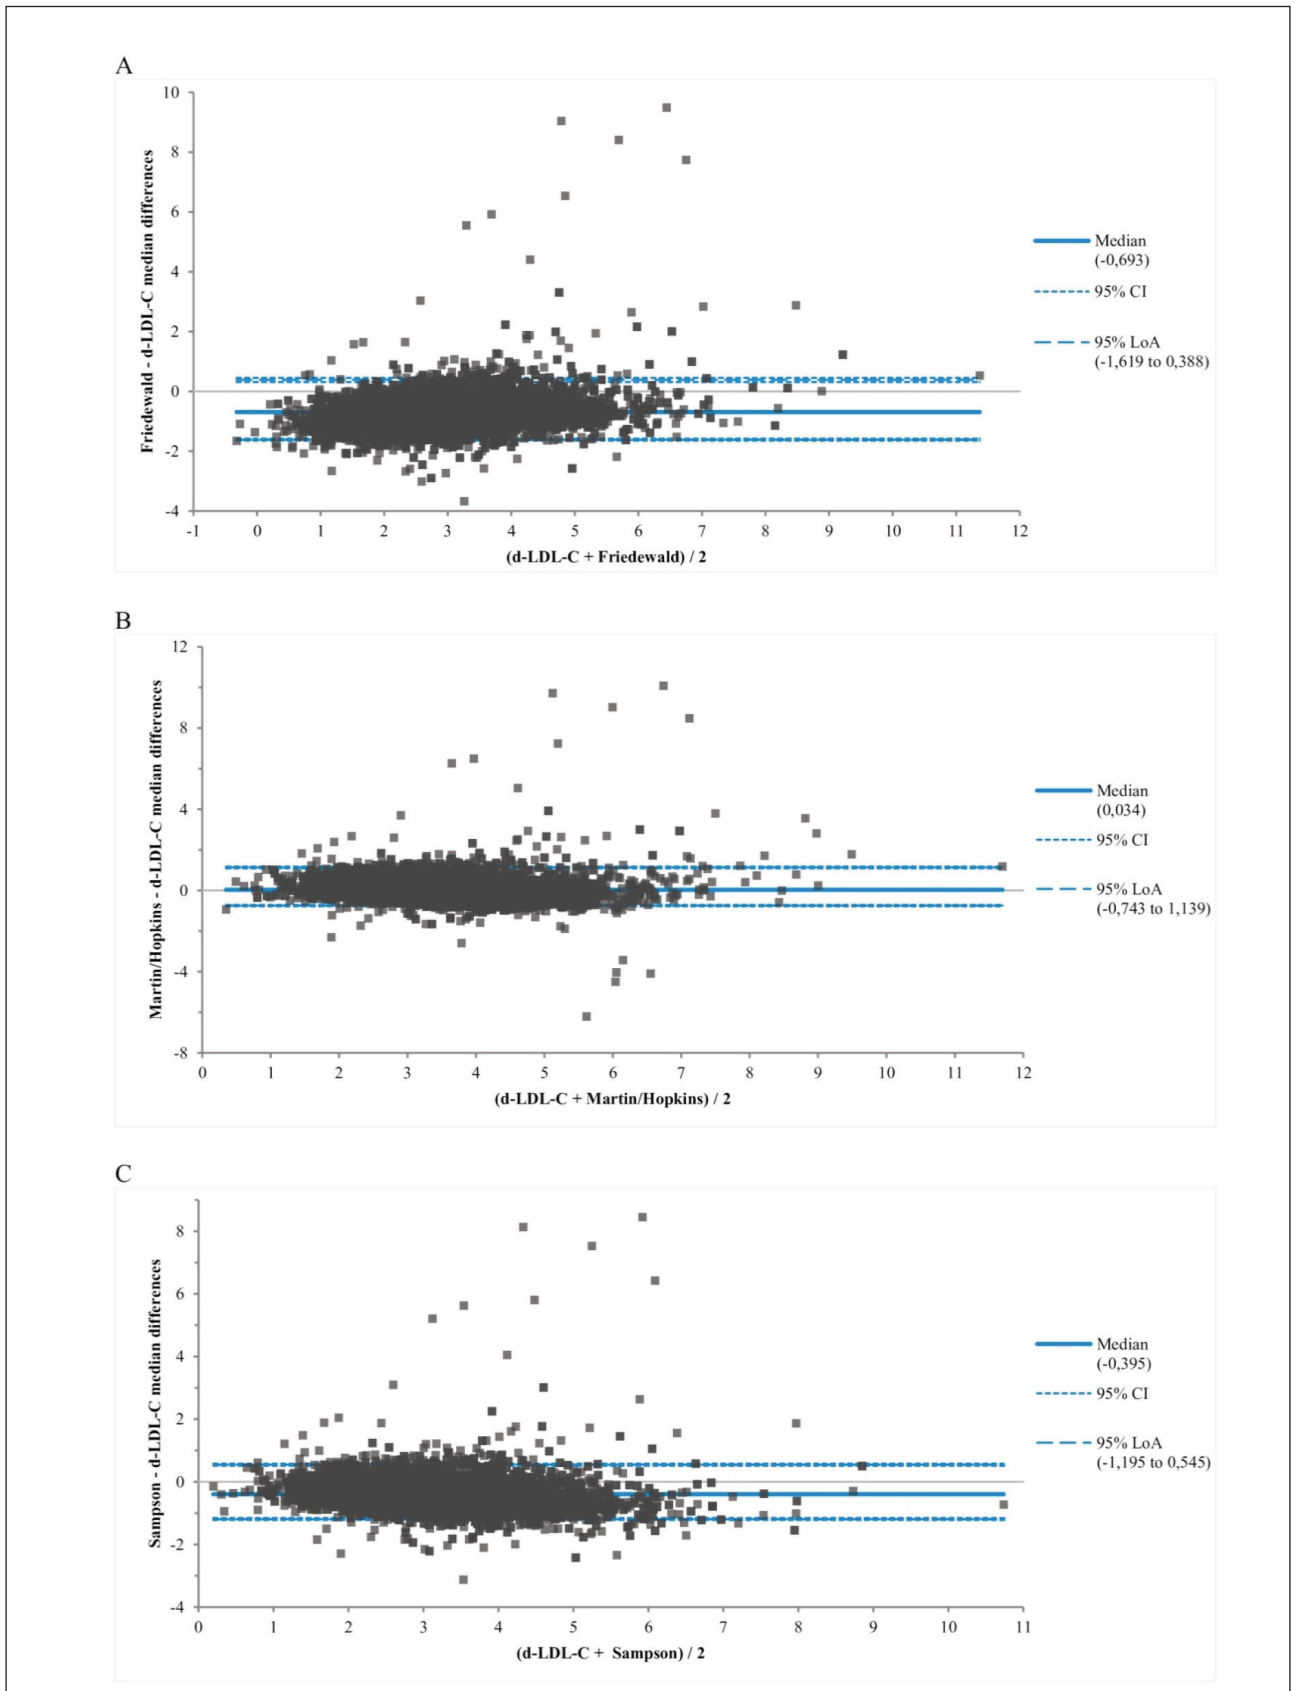 A
10
8
6
4
2
0
-2
-4
-1 0 1 2 3 4 5 6 7 8 9 10 11 12
Friedewald - d-LDL-C median differences
(d-LDL-C + Friedewald) / 2
Median
(-0,693)
95% CI
95% LoA
(-1,619 to 0,388)
B
12
8
4
0
-4
-8
0 1 2 3 4 5 6 7 8 9 10 11 12
Martin/Hopkins - d-LDL-C median differences
(d-LDL-C + Martin/Hopkins) / 2
Median
(0,034)
95% CI
95% LoA
(-0,743 to 1,139)
C
8
6
4
2
0
-2
-4
0 1 2 3 4 5 6 7 8 9 10 11
Sampson - d-LDL-C median differences
(d-LDL-C + Sampson) / 2
Median
(-0,395)
95% CI
95% LoA
(-1,195 to 0,545)